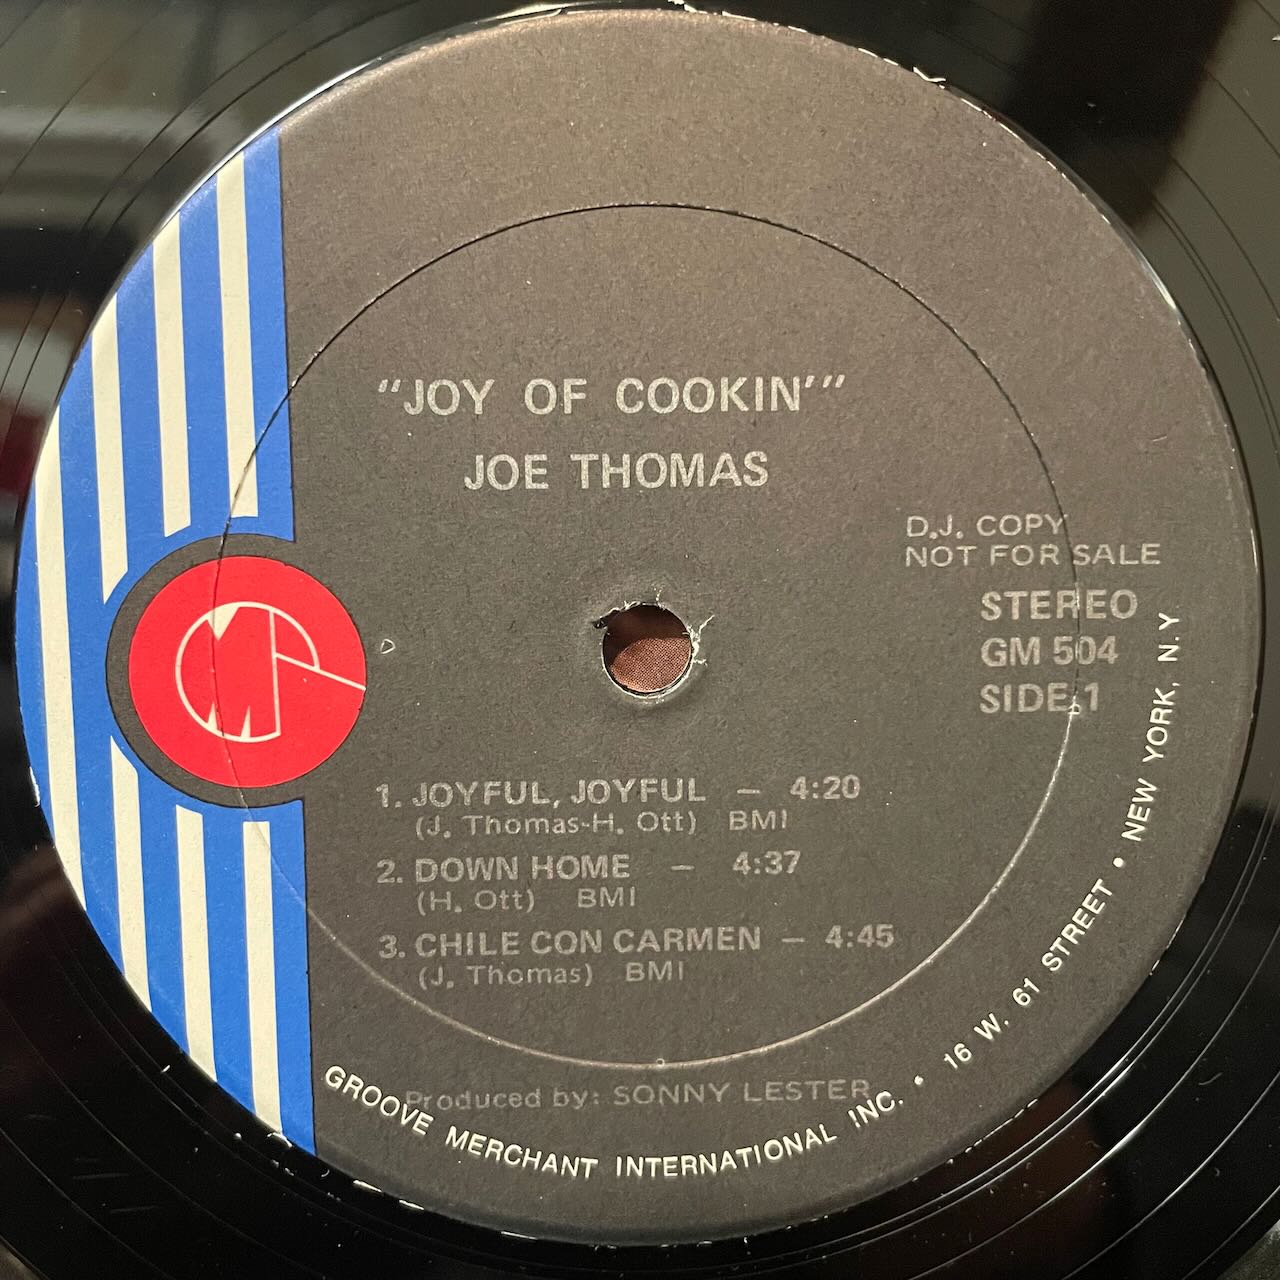 "JOY OF COOKIN'"
JOE THOMAS
D.J. COPY
NOT FOR SALE
STEREO
GM 504
SIDE 1
1. JOYFUL, JOYFUL — 4:20
(J. Thomas-H. Ott) BMI
2. DOWN HOME — 4:37
(H. Ott) BMI
3. CHILE CON CARMEN — 4:45
(J. Thomas) BMI
Produced by: SONNY LESTER
GROOVE MERCHANT INTERNATIONAL INC. • 16 W. 61 STREET • NEW YORK, N.Y
GM